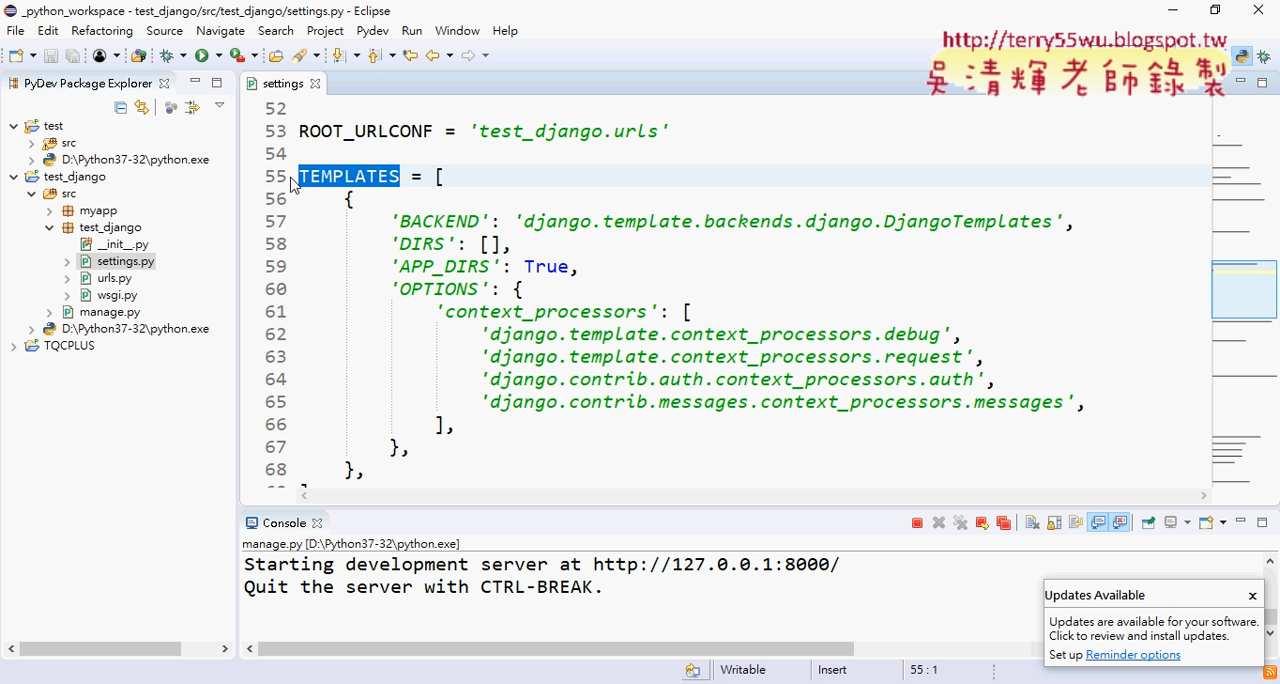 _python_workspace - test_django/src/test_django/settings.py - Eclipse
File Edit Refactoring Source Navigate Search Project Pydev Run Window Help
http://terry55wu.blogspot.tw
吳清輝老師錄製
PyDev Package Explorer
test
src
D:\Python37-32\python.exe
test_django
src
myapp
test_django
__init__.py
settings.py
urls.py
wsgi.py
manage.py
D:\Python37-32\python.exe
TQCPLUS
settings
52
53 ROOT_URLCONF = 'test_django.urls'
54
55 TEMPLATES = [
56 {
57 'BACKEND': 'django.template.backends.django.DjangoTemplates',
58 'DIRS': [],
59 'APP_DIRS': True,
60 'OPTIONS': {
61 'context_processors': [
62 'django.template.context_processors.debug',
63 'django.template.context_processors.request',
64 'django.contrib.auth.context_processors.auth',
65 'django.contrib.messages.context_processors.messages',
66 ],
67 },
68 },
Console
manage.py [D:\Python37-32\python.exe]
Starting development server at http://127.0.0.1:8000/
Quit the server with CTRL-BREAK.
Updates Available
Updates are available for your software.
Click to review and install updates.
Set up Reminder options
Writable Insert 55 : 1